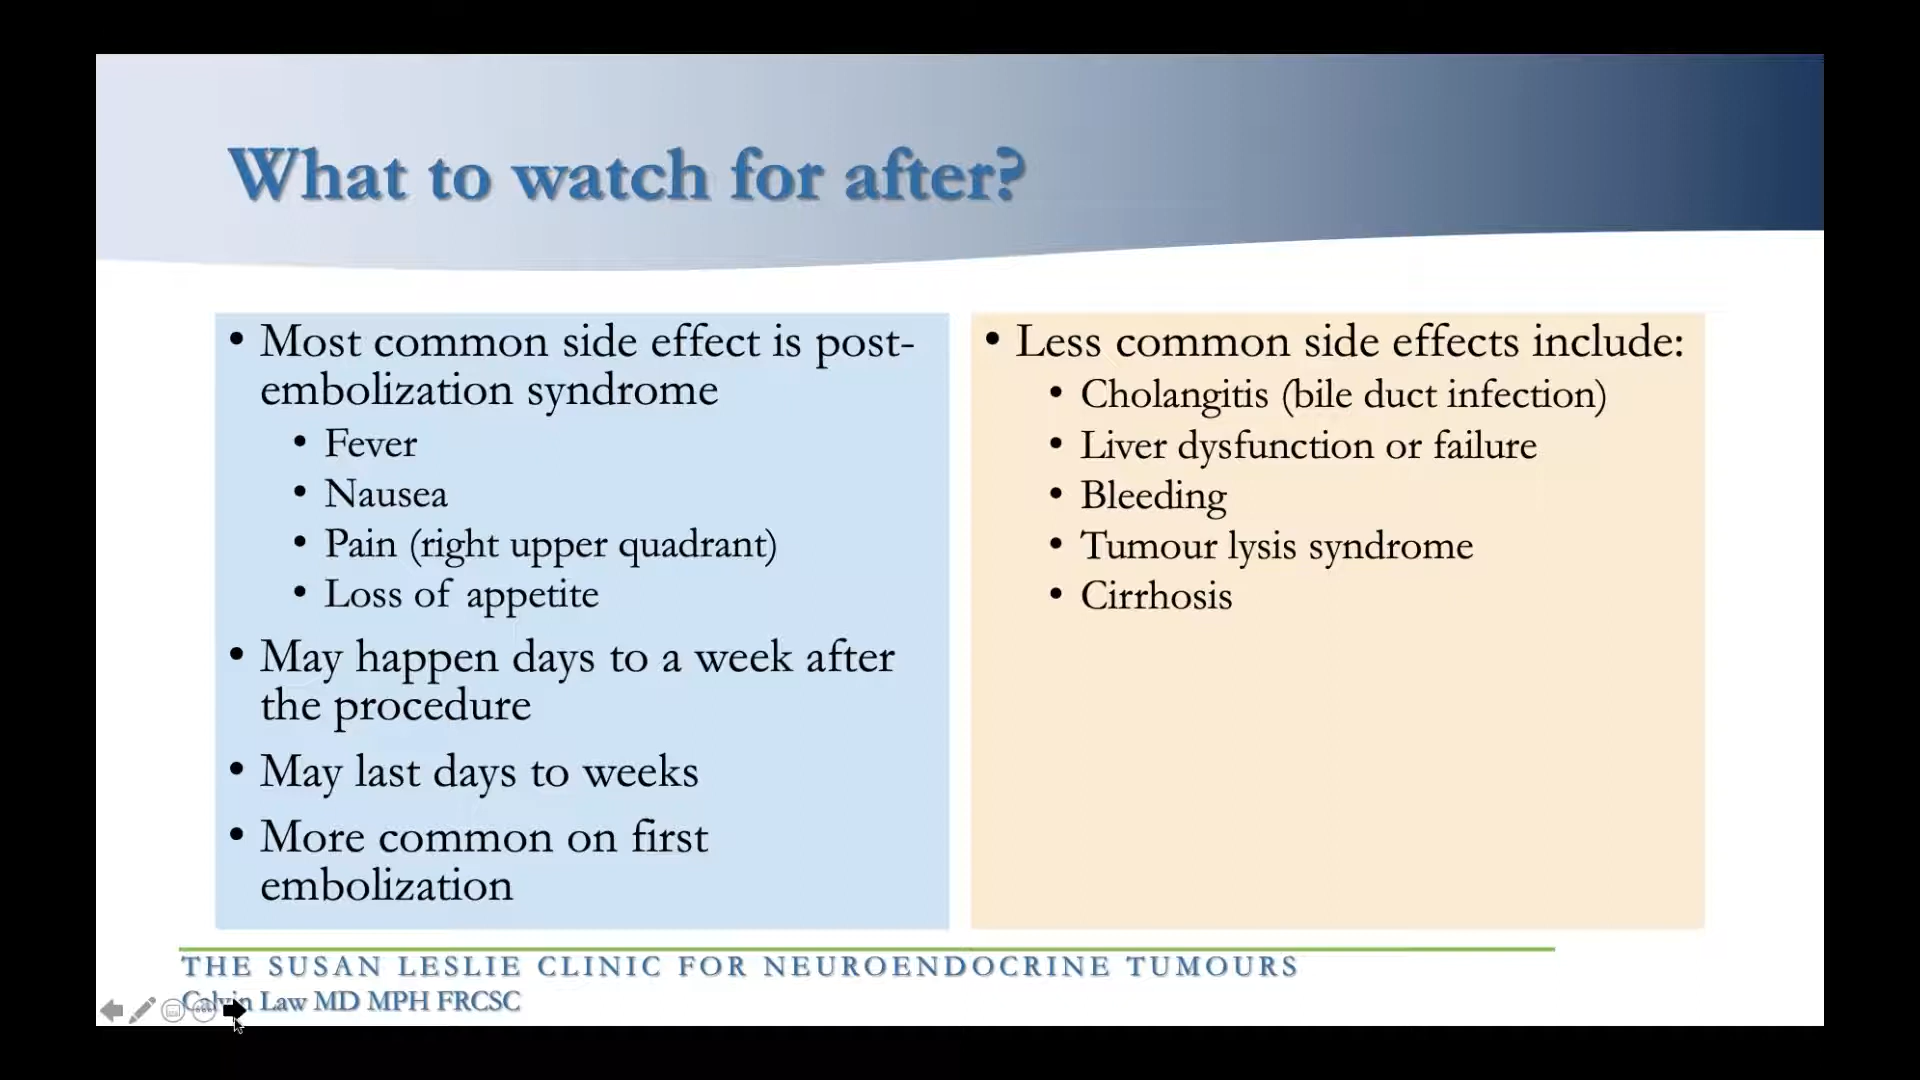 What to watch for after?
• Most common side effect is post-
embolization syndrome
• Fever
• Nausea
• Pain (right upper quadrant)
• Loss of appetite
• May happen days to a week after
the procedure
• May last days to weeks
• More common on first
embolization
• Less common side effects include:
• Cholangitis (bile duct infection)
• Liver dysfunction or failure
• Bleeding
• Tumour lysis syndrome
• Cirrhosis
THE SUSAN LESLIE CLINIC FOR NEUROENDOCRINE TUMOURS
Calvin Law MD MPH FRCSC